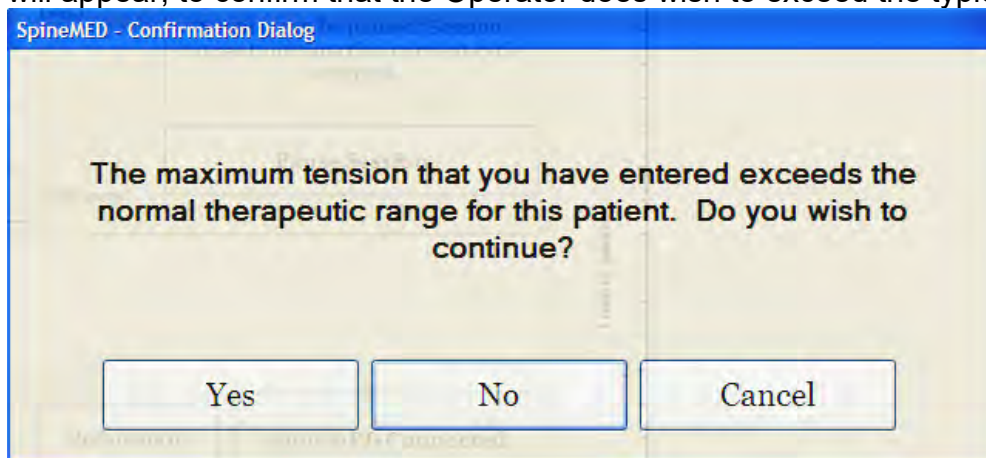 will appear, to confirm that the Operator does wish to exceed the
SpineMED - Confirmation Dialog
The maximum tension that you have entered exceeds the
normal therapeutic range for this patient.  Do you wish to
continue?
Yes
No
Cancel